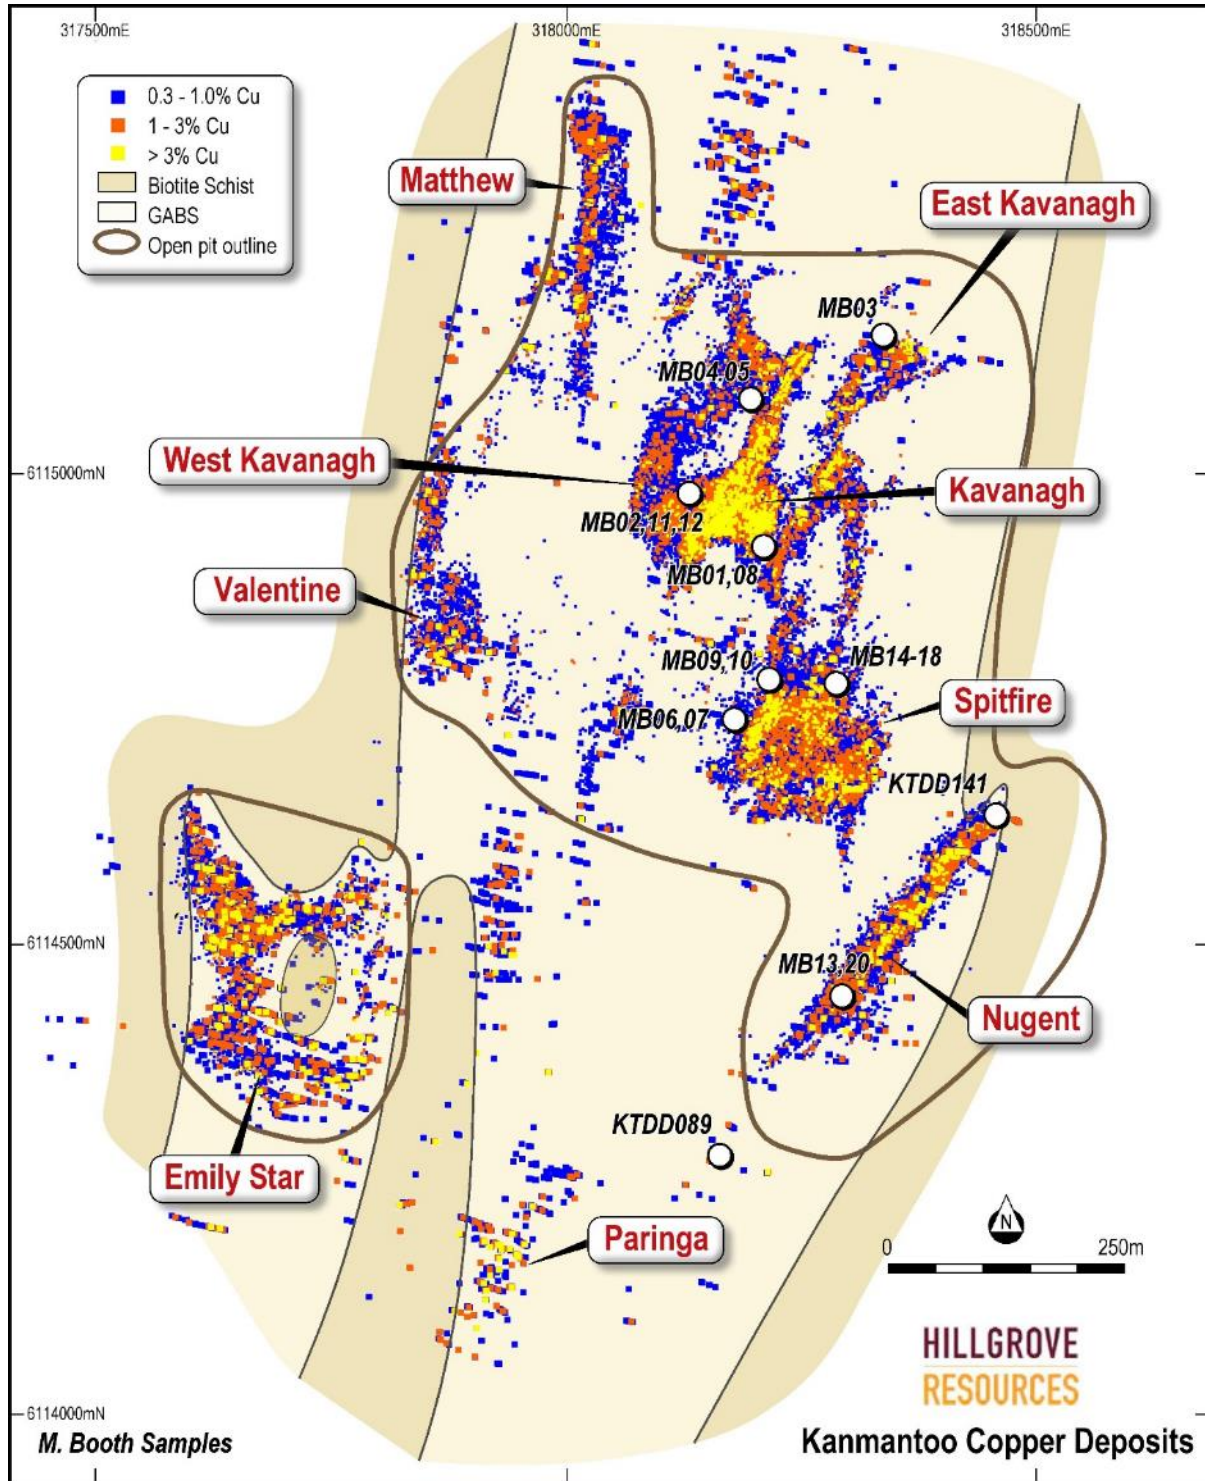 317500mE
318000mE
318500mE
0.3 - 1.0% Cu
1 - 3% Cu
> 3% Cu
Biotite Schist
GABS
Open pit outline
Matthew
East Kavanagh
MB03
MB04,05
West Kavanagh
6115000mN
Kavanagh
MB02,11,12
MB01,08
Valentine
MB09,10
MB14-18
Spitfire
MB06,07
KTDD141
6114500mN
MB13,20
Nugent
KTDD089
Emily Star
Paringa
N
0
250m
HILLGROVE
RESOURCES
6114000mN
M. Booth Samples
Kanmantoo Copper Deposits